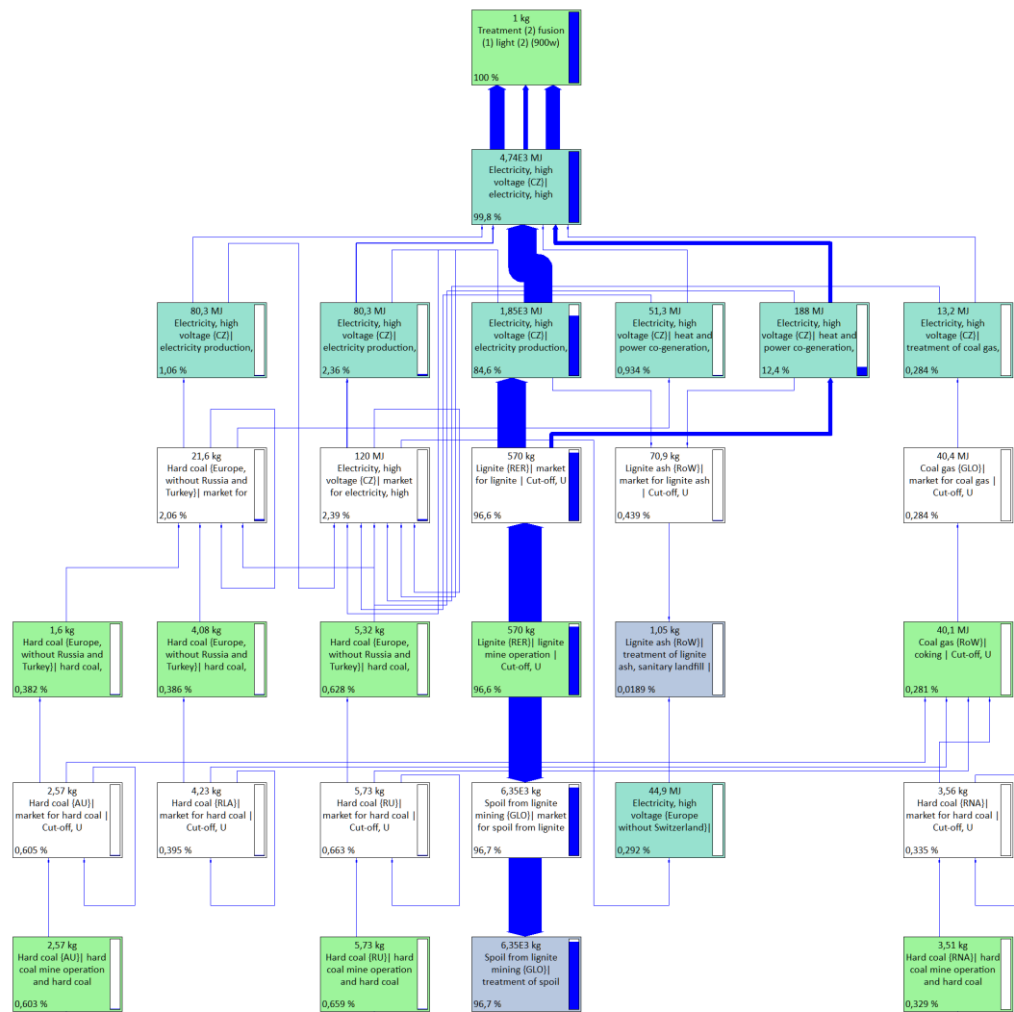 1 kg
Treatment (2) fusion
(1) light (2) (900w)
100 %
4,74E3 MJ
Electricity, high
voltage {CZ}|
electricity, high
99,8 %
80,3 MJ
Electricity, high
voltage {CZ}|
electricity production,
1,06 %
80,3 MJ
Electricity, high
voltage {CZ}|
electricity production,
2,36 %
1,85E3 MJ
Electricity, high
voltage {CZ}|
electricity production,
84,6 %
51,3 MJ
Electricity, high
voltage {CZ}| heat and
power co-generation,
0,934 %
188 MJ
Electricity, high
voltage {CZ}| heat and
power co-generation,
12,4 %
13,2 MJ
Electricity, high
voltage {CZ}|
treatment of coal gas,
0,284 %
21,6 kg
Hard coal {Europe,
without Russia and
Turkey}| market for
2,06 %
120 MJ
Electricity, high
voltage {CZ}| market
for electricity, high
2,39 %
570 kg
Lignite {RER}| market
for lignite | Cut-off, U
96,6 %
70,9 kg
Lignite ash {RoW}|
market for lignite ash
| Cut-off, U
0,439 %
40,4 MJ
Coal gas {GLO}|
market for coal gas |
Cut-off, U
0,284 %
1,6 kg
Hard coal {Europe,
without Russia and
Turkey}| hard coal,
0,382 %
4,08 kg
Hard coal {Europe,
without Russia and
Turkey}| hard coal,
0,386 %
5,32 kg
Hard coal {Europe,
without Russia and
Turkey}| hard coal,
0,628 %
570 kg
Lignite {RER}| lignite
mine operation |
Cut-off, U
96,6 %
1,05 kg
Lignite ash {RoW}|
treatment of lignite
ash, sanitary landfill |
0,0189 %
40,1 MJ
Coal gas {RoW}|
coking | Cut-off, U
0,281 %
2,57 kg
Hard coal {AU}|
market for hard coal |
Cut-off, U
0,605 %
4,23 kg
Hard coal {RLA}|
market for hard coal |
Cut-off, U
0,395 %
5,73 kg
Hard coal {RU}|
market for hard coal |
Cut-off, U
0,663 %
6,35E3 kg
Spoil from lignite
mining {GLO}| market
for spoil from lignite
96,7 %
44,9 MJ
Electricity, high
voltage {Europe
without Switzerland}|
0,292 %
3,56 kg
Hard coal {RNA}|
market for hard coal |
Cut-off, U
0,335 %
2,57 kg
Hard coal {AU}| hard
coal mine operation
and hard coal
0,603 %
5,73 kg
Hard coal {RU}| hard
coal mine operation
and hard coal
0,659 %
6,35E3 kg
Spoil from lignite
mining {GLO}|
treatment of spoil
96,7 %
3,51 kg
Hard coal {RNA}| hard
coal mine operation
and hard coal
0,329 %